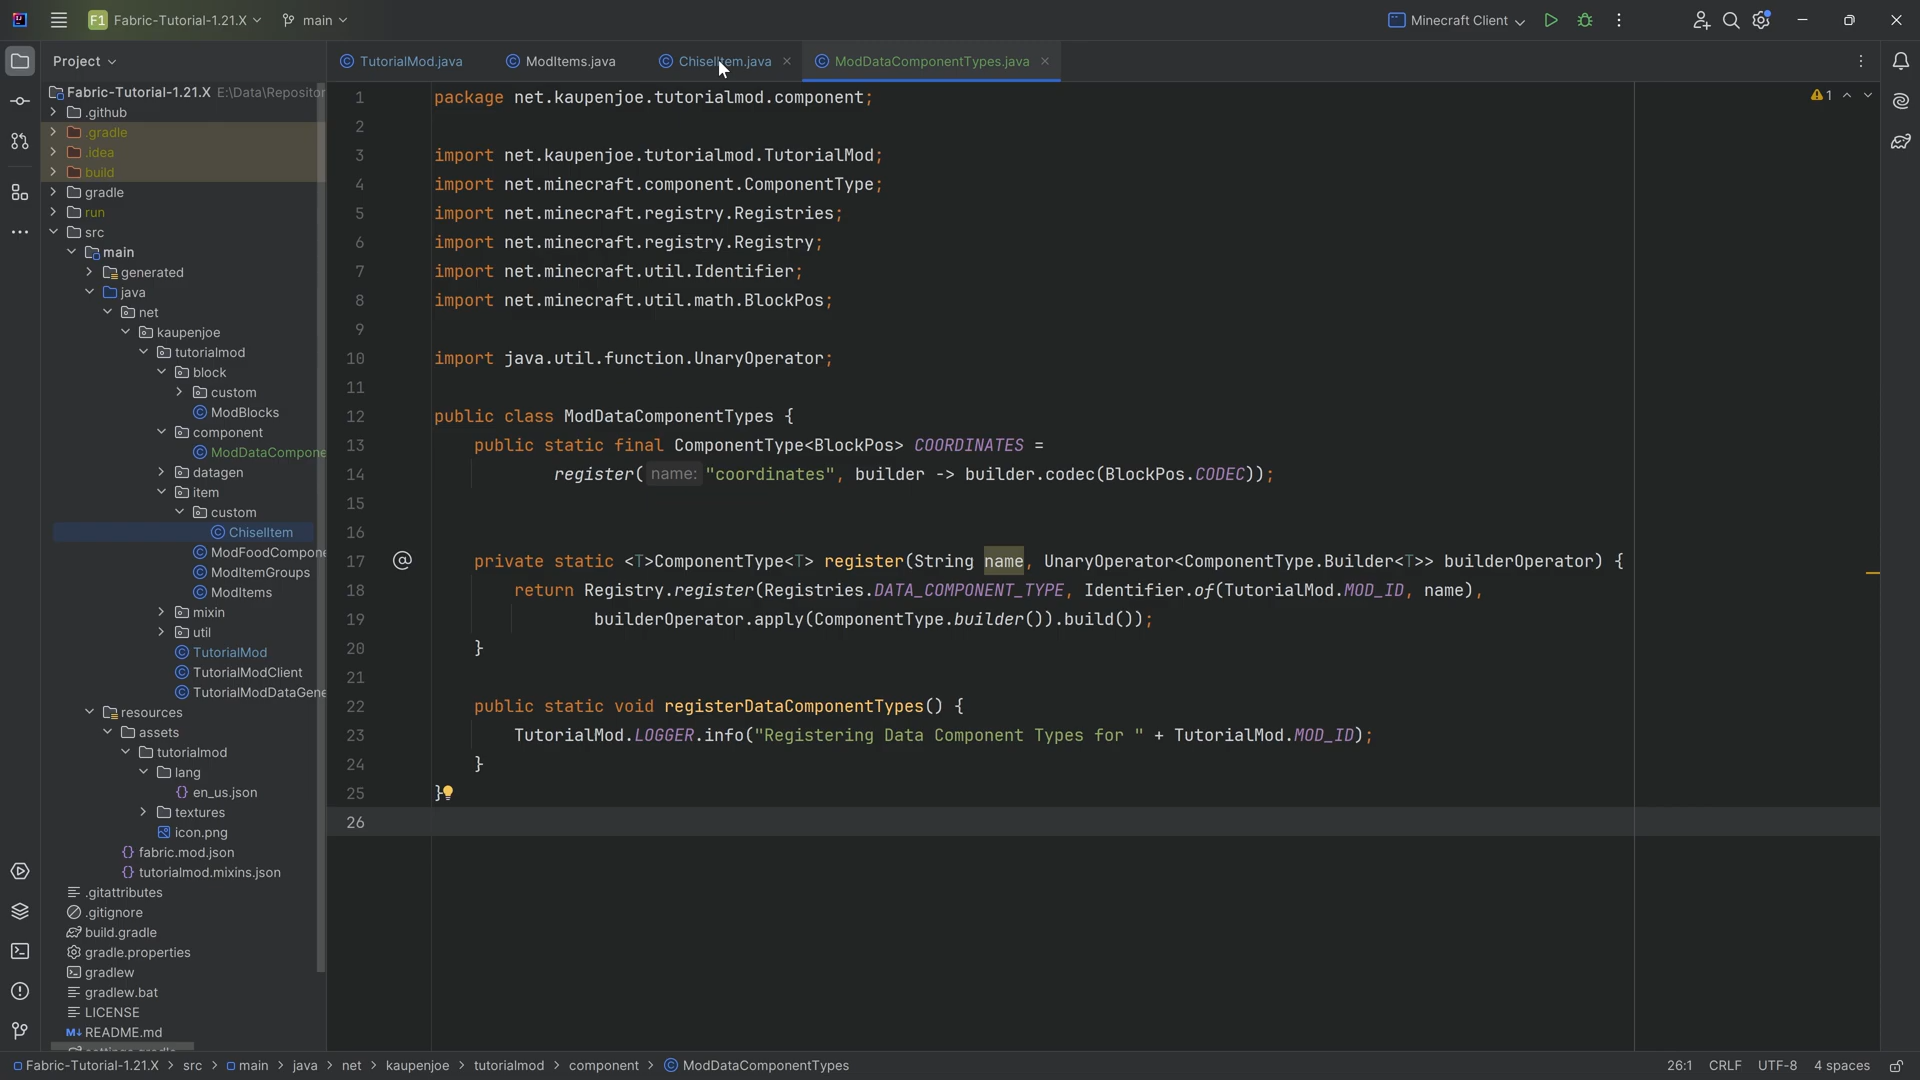 F1 Fabric-Tutorial-1.21.X main Minecraft Client
Project
TutorialMod.java ModItems.java ChiselItem.java ModDataComponentTypes.java
Fabric-Tutorial-1.21.X E:\Data\Repositor
.github
.gradle
.idea
build
gradle
run
src
main
generated
java
net
kaupenjoe
tutorialmod
block
custom
ModBlocks
component
ModDataCompone
datagen
item
custom
ChiselItem
ModFoodCompone
ModItemGroups
ModItems
mixin
util
TutorialMod
TutorialModClient
TutorialModDataGene
resources
assets
tutorialmod
lang
en_us.json
textures
icon.png
fabric.mod.json
tutorialmod.mixins.json
.gitattributes
.gitignore
build.gradle
gradle.properties
gradlew
gradlew.bat
LICENSE
README.md
1 package net.kaupenjoe.tutorialmod.component;
2
3 import net.kaupenjoe.tutorialmod.TutorialMod;
4 import net.minecraft.component.ComponentType;
5 import net.minecraft.registry.Registries;
6 import net.minecraft.registry.Registry;
7 import net.minecraft.util.Identifier;
8 import net.minecraft.util.math.BlockPos;
9
10 import java.util.function.UnaryOperator;
11
12 public class ModDataComponentTypes {
13 public static final ComponentType<BlockPos> COORDINATES =
14 register( name: "coordinates", builder -> builder.codec(BlockPos.CODEC));
15
16
17 @ private static <T>ComponentType<T> register(String name, UnaryOperator<ComponentType.Builder<T>> builderOperator) {
18 return Registry.register(Registries.DATA_COMPONENT_TYPE, Identifier.of(TutorialMod.MOD_ID, name),
19 builderOperator.apply(ComponentType.builder()).build());
20 }
21
22 public static void registerDataComponentTypes() {
23 TutorialMod.LOGGER.info("Registering Data Component Types for " + TutorialMod.MOD_ID);
24 }
25 }
26
1
Fabric-Tutorial-1.21.X > src > main > java > net > kaupenjoe > tutorialmod > component > ModDataComponentTypes 26:1 CRLF UTF-8 4 spaces